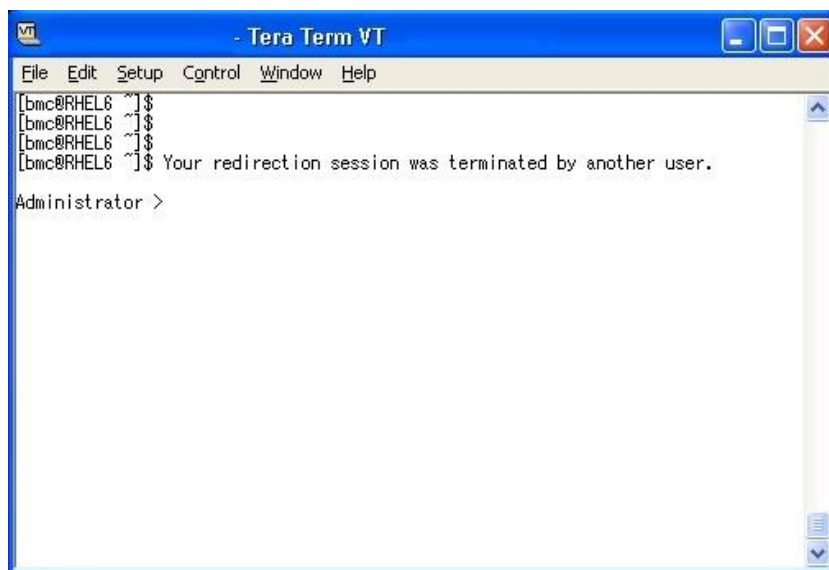 - Tera Term VT
File Edit Setup Control Window Help
[bmc@RHEL6 ~]$
[bmc@RHEL6 ~]$
[bmc@RHEL6 ~]$
[bmc@RHEL6 ~]$ Your redirection session was terminated by another user.
Administrator >